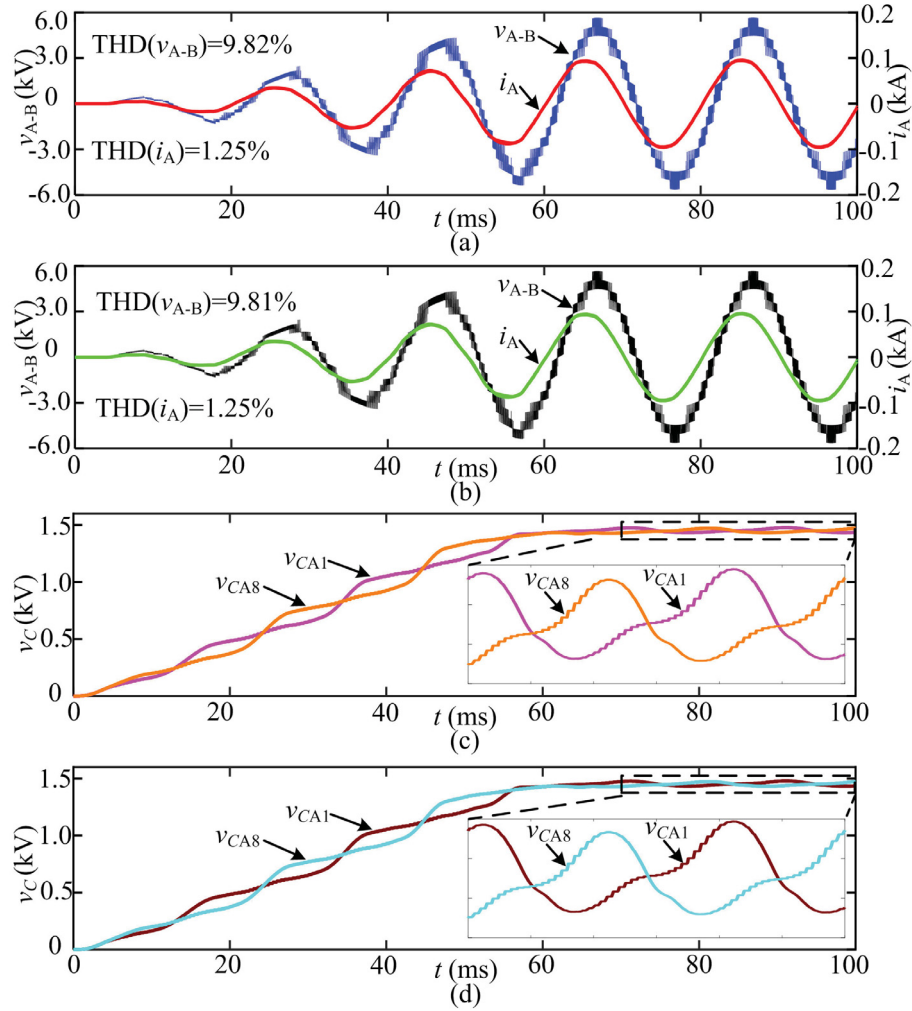 6.0 0.2
THD(vA-B)=9.82% vA-B
3.0 0.1
vA-B (kV) 0 iA 0 iA (kA)
-3.0 THD(iA)=1.25% -0.1
-6.0 -0.2
0 20 40 60 80 100
t (ms)
(a)
6.0 0.2
THD(vA-B)=9.81% vA-B
3.0 0.1
vA-B (kV) 0 iA 0 iA (kA)
-3.0 THD(iA)=1.25% -0.1
-6.0 -0.2
0 20 40 60 80 100
t (ms)
(b)
1.5
vCA8 vCA1
1.0
vC (kV) vCA8 vCA1
0.5
0
0 20 40 60 80 100
t (ms)
(c)
1.5
vCA8 vCA1
1.0
vC (kV) vCA8 vCA1
0.5
0
0 20 40 60 80 100
t (ms)
(d)